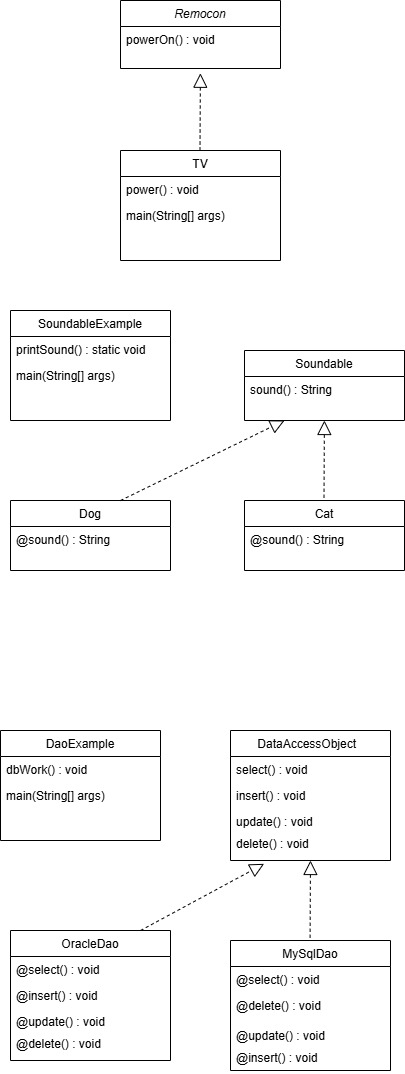 Remocon
powerOn() : void
TV
power() : void
main(String[] args)
SoundableExample
printSound() : static void
main(String[] args)
Soundable
sound() : String
Dog
@sound() : String
Cat
@sound() : String
DaoExample
dbWork() : void
main(String[] args)
DataAccessObject
select() : void
insert() : void
update() : void
delete() : void
OracleDao
@select() : void
@insert() : void
@update() : void
@delete() : void
MySqlDao
@select() : void
@delete() : void
@update() : void
@insert() : void